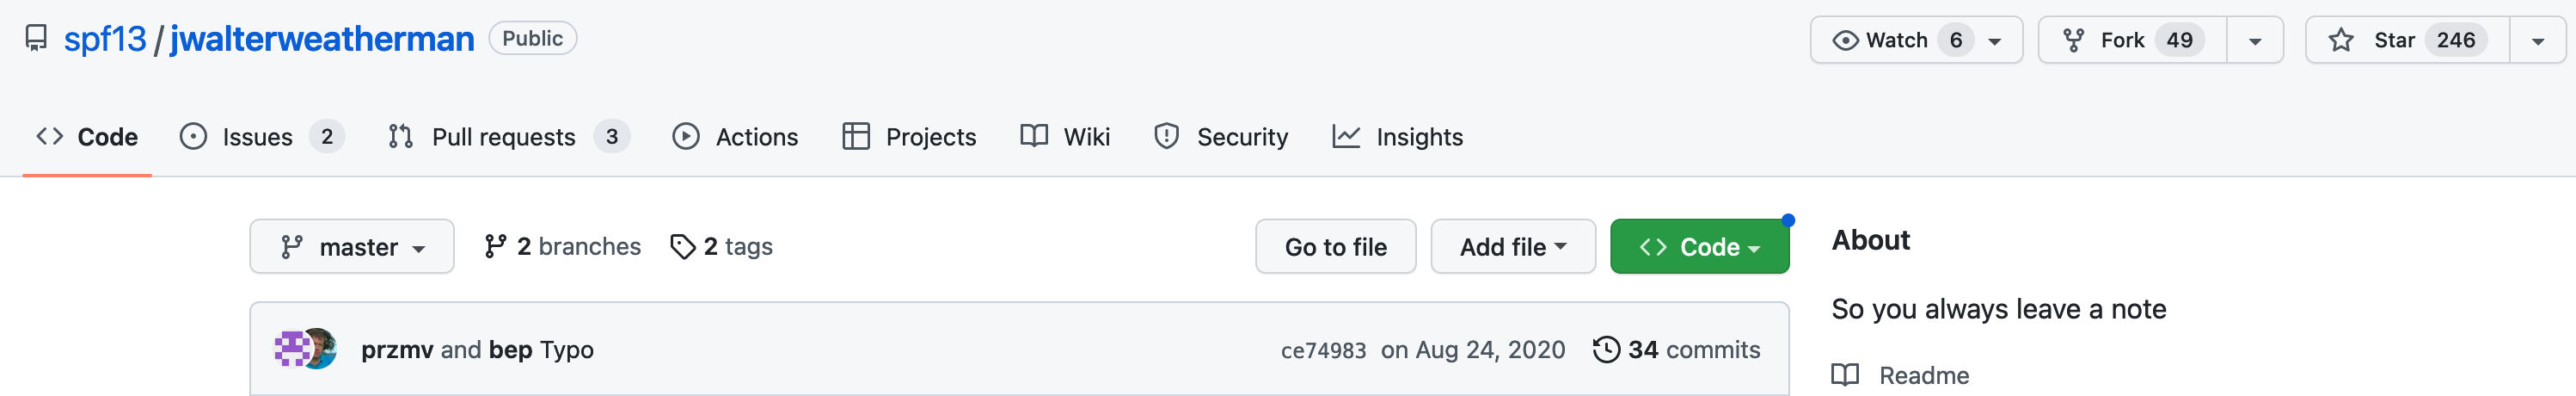 spf13 / jwalterweatherman Public Watch 6 Fork 49 Star 246
Code Issues 2 Pull requests 3 Actions Projects Wiki Security Insights
master 2 branches 2 tags Go to file Add file Code
przmv and bep Typo ce74983 on Aug 24, 2020 34 commits
About
So you always leave a note
Readme